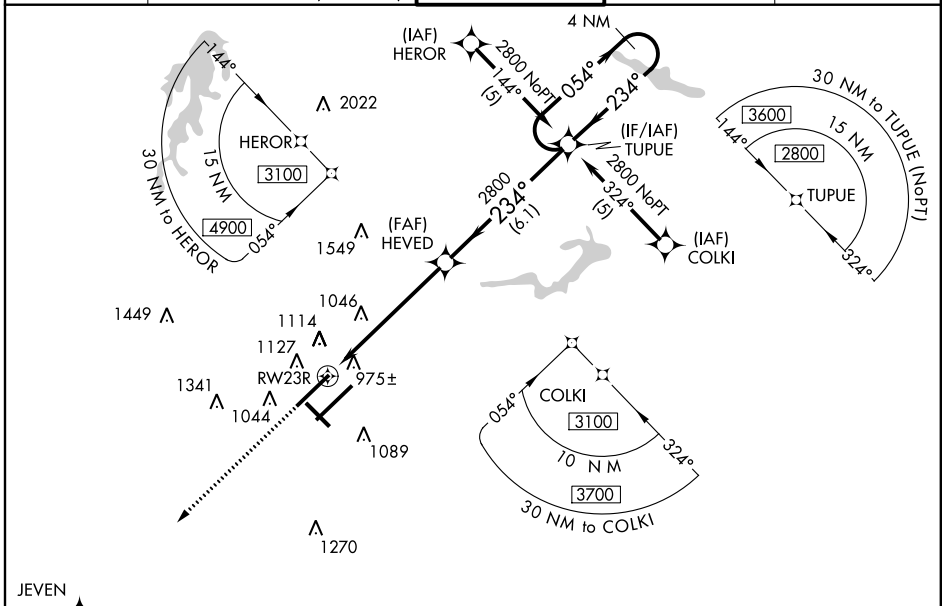 4 NM
(IAF)
HEROR
2800 NoPT
144°
(5)
054°
234°
30 NM to TUPUE (NoPT)
3600
15 NM
144°
2800
TUPUE
324°
144°
2022
HEROR
15 NM
3100
30 NM to HEROR
4900
054°
(IF/IAF)
TUPUE
2800 NoPT
324°
(5)
2800
234°
(6.1)
(FAF)
HEVED
(IAF)
COLKI
1549
1449
1046
1114
1127
RW23R
975±
1341
1044
1089
1270
054°
COLKI
3100
324°
10 NM
3700
30 NM to COLKI
JEVEN